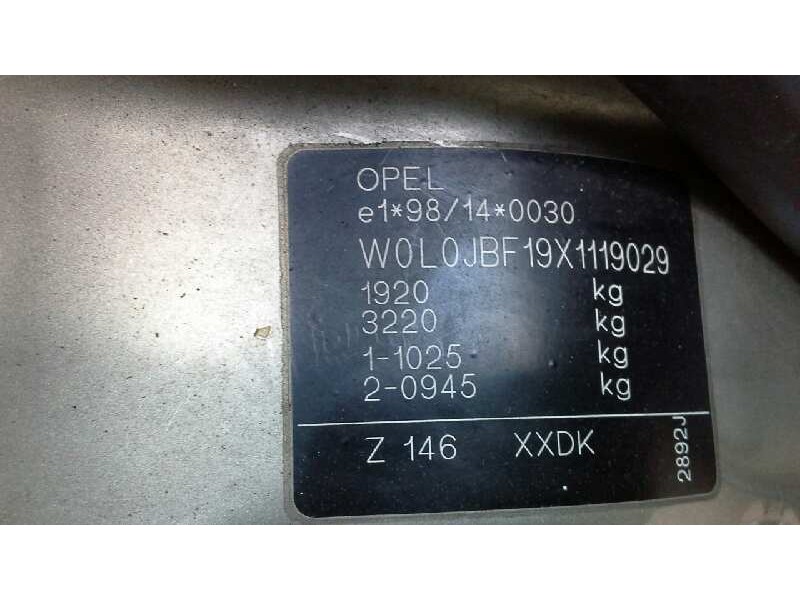 OPEL
e1*98/14*0030
W0L0JBF19X1119029
1920 kg
3220 kg
1-1025 kg
2-0945 kg
Z 146 XXDK
2892J